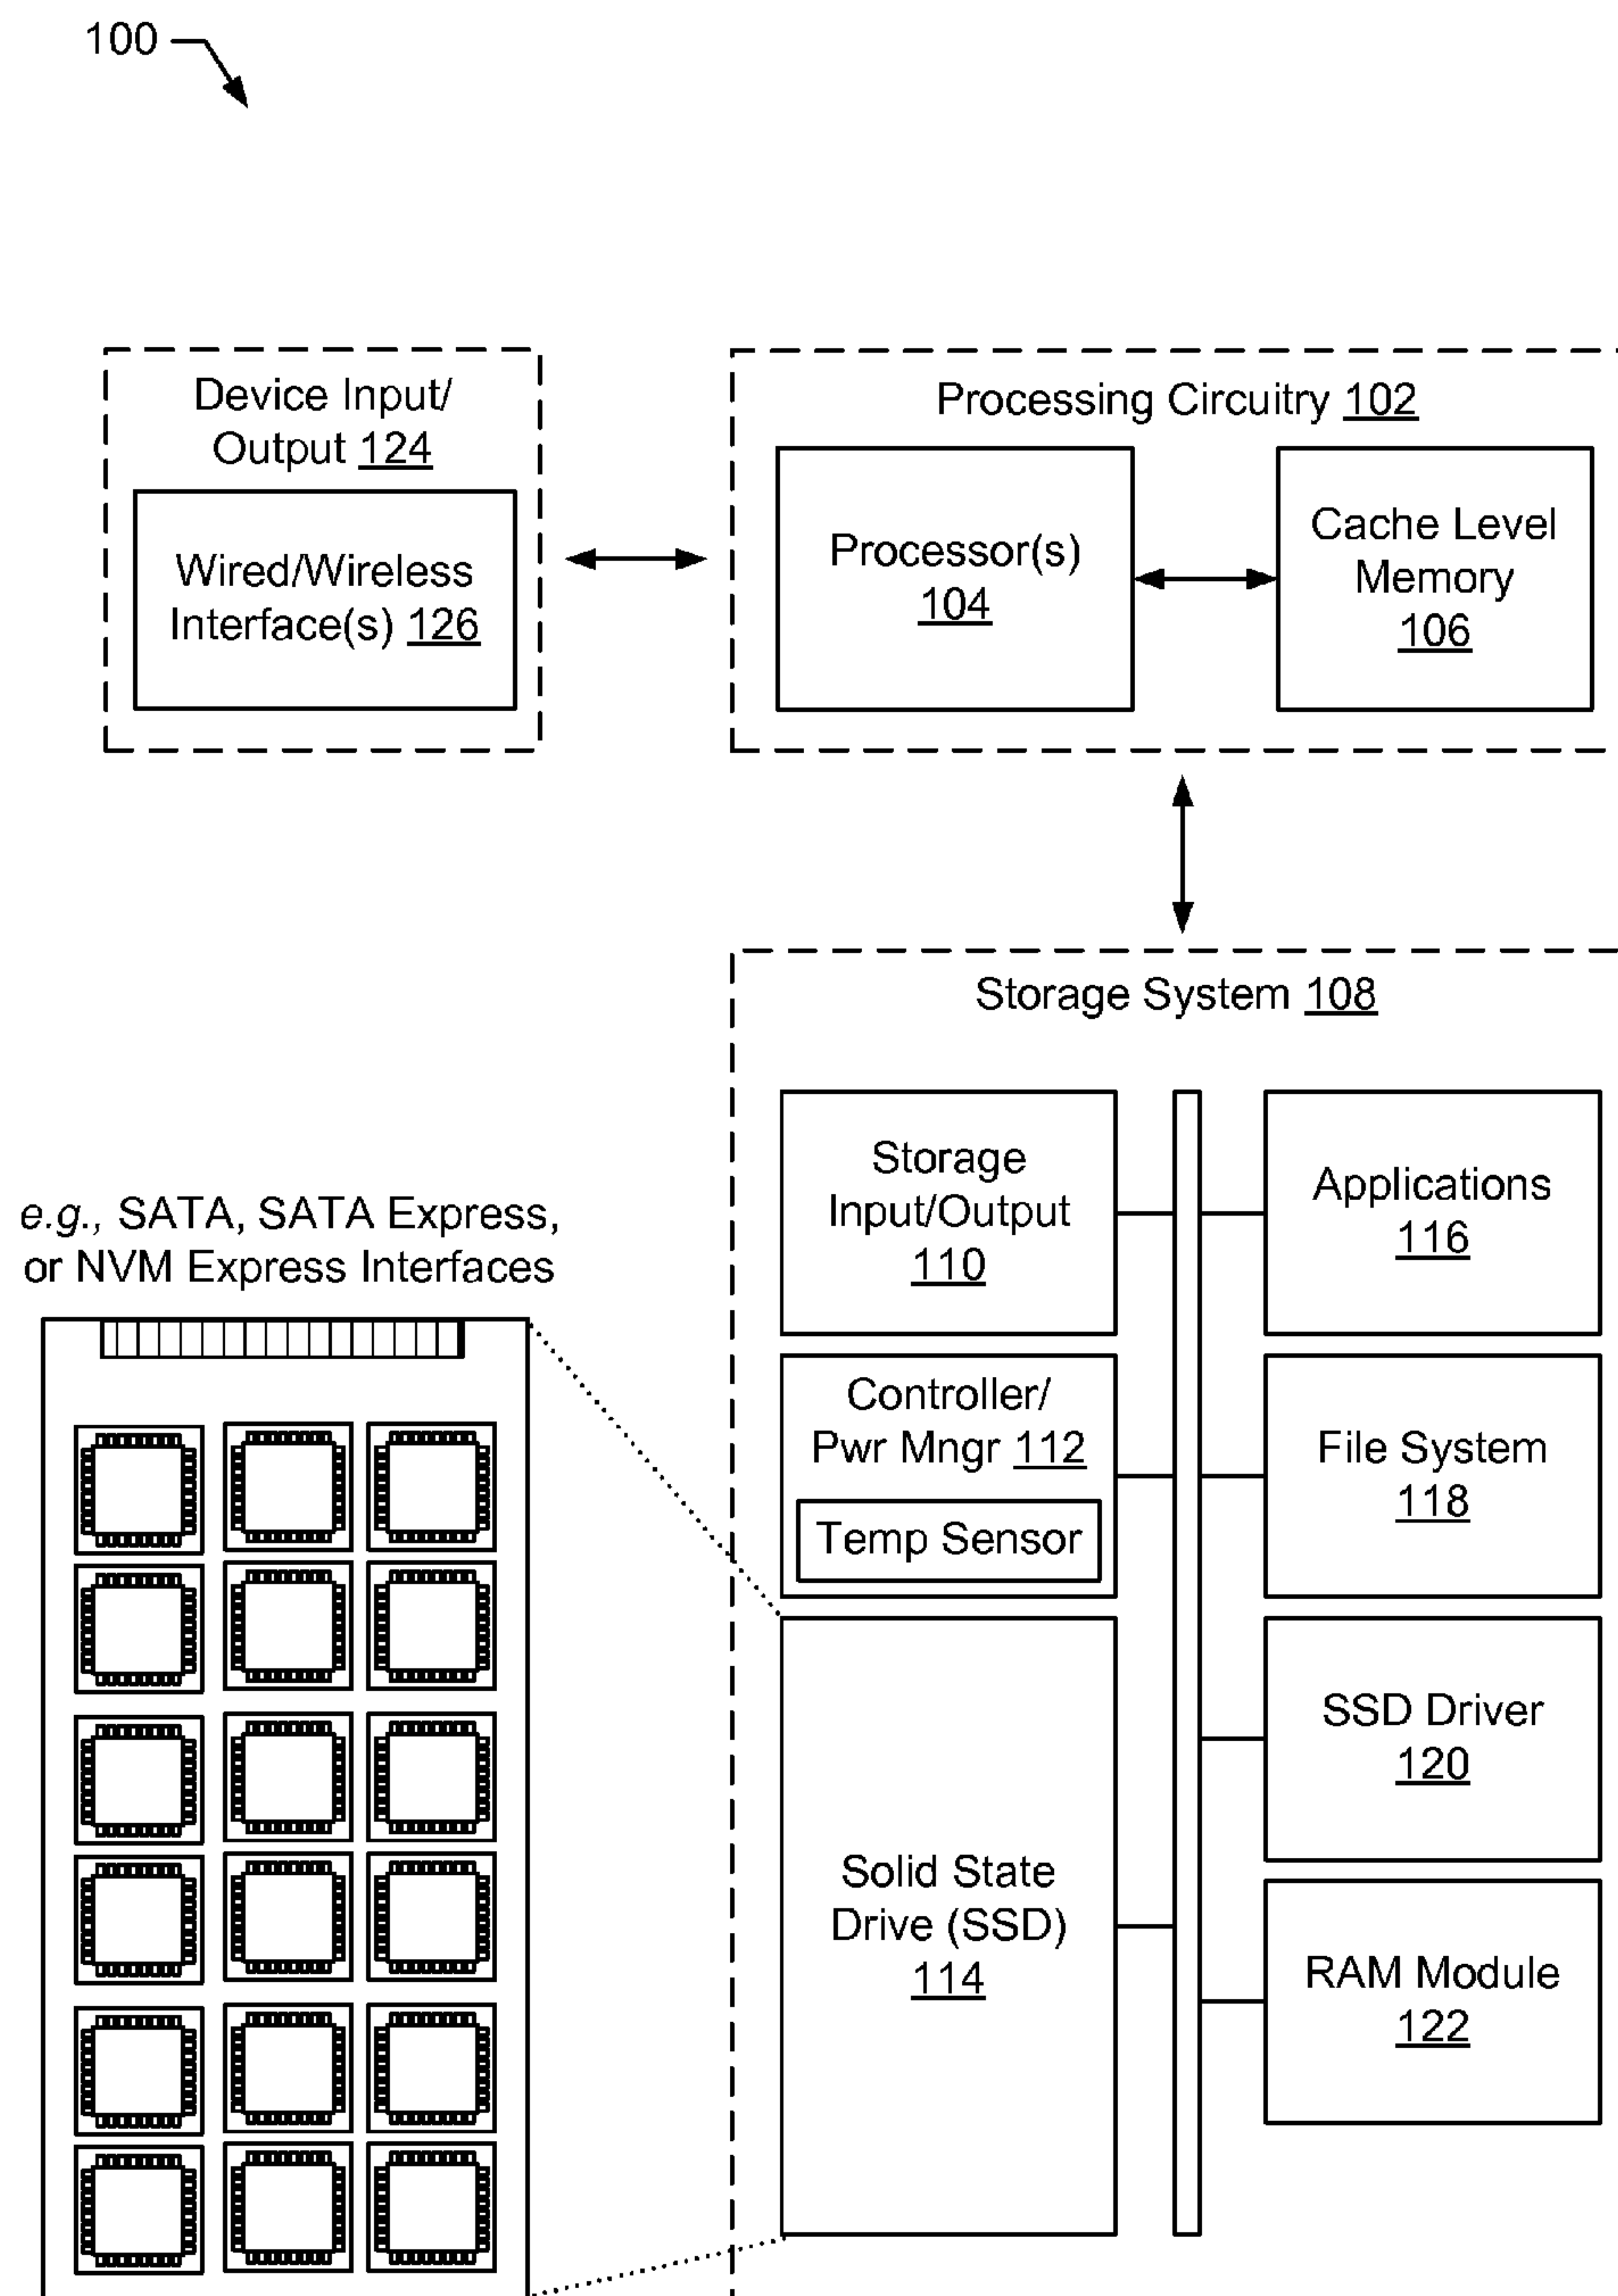 100
Device Input/
Output 124
Wired/Wireless
Interface(s) 126
Processing Circuitry 102
Processor(s)
104
Cache Level
Memory
106
Storage System 108
Storage
Input/Output
110
Controller/
Pwr Mngr 112
Temp Sensor
Solid State
Drive (SSD)
114
Applications
116
File System
118
SSD Driver
120
RAM Module
122
e.g., SATA, SATA Express,
or NVM Express Interfaces